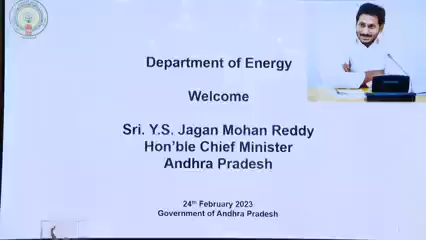 Department of Energy
Welcome
Sri. Y.S. Jagan Mohan Reddy
Hon'ble Chief Minister
Andhra Pradesh
24th February 2023
Government of Andhra Pradesh